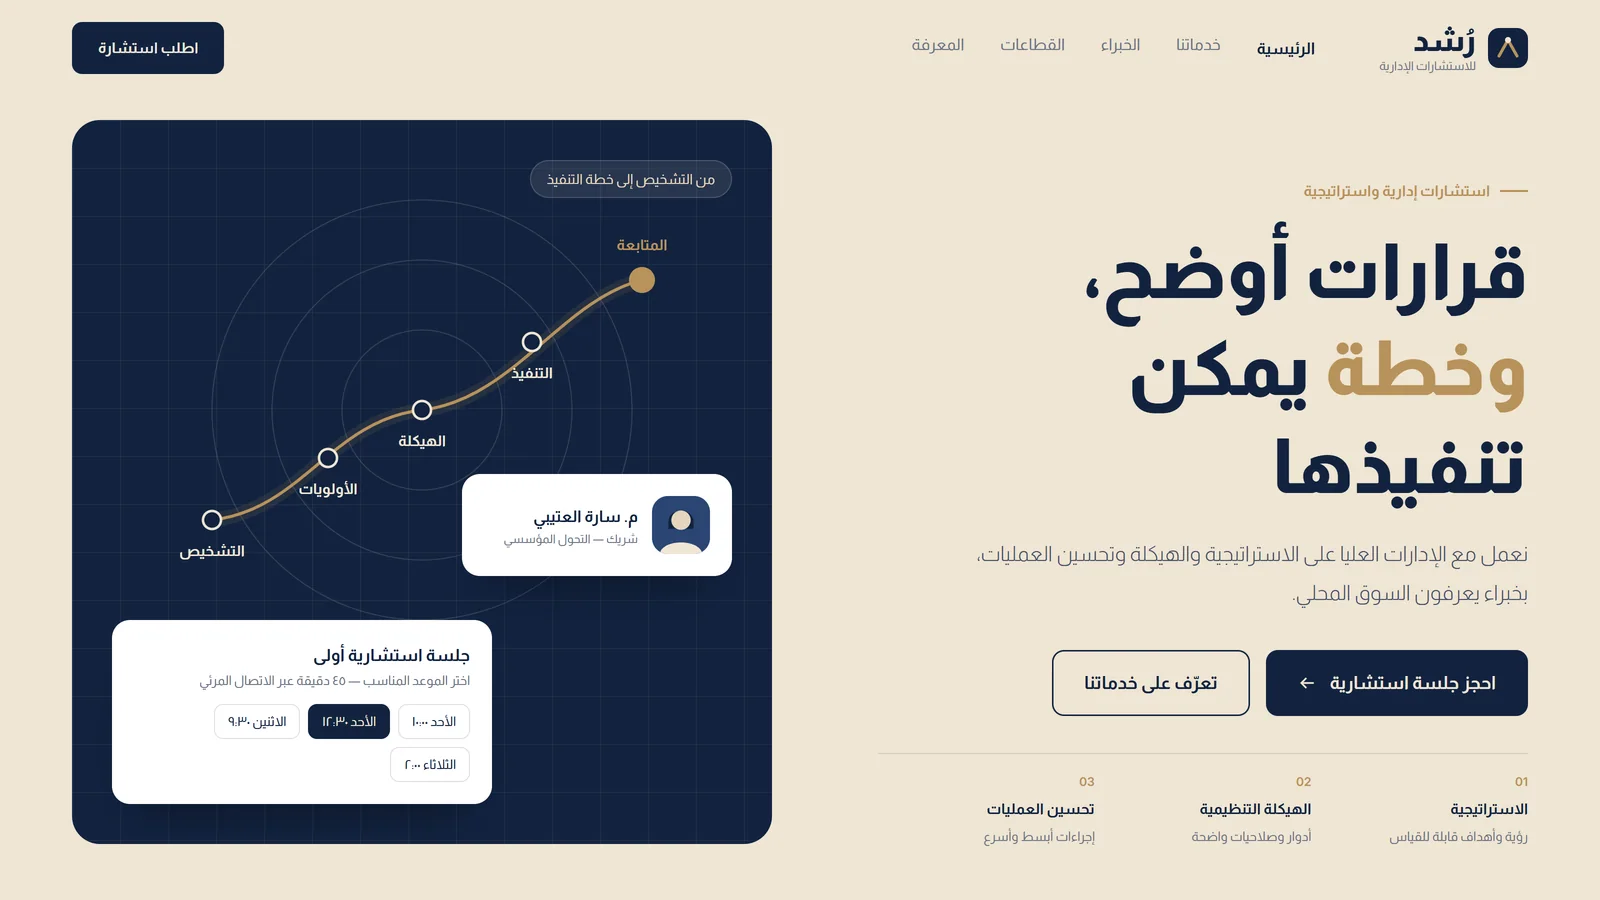 رُشد
للاستشارات الإدارية
الرئيسية
خدماتنا
الخبراء
القطاعات
المعرفة
اطلب استشارة
استشارات إدارية واستراتيجية
قرارات أوضح،
وخطة يمكن
تنفيذها
نعمل مع الإدارات العليا على الاستراتيجية والهيكلة وتحسين العمليات،
بخبراء يعرفون السوق المحلي.
احجز جلسة استشارية ←
تعرّف على خدماتنا
01
الاستراتيجية
رؤية وأهداف قابلة للقياس
02
الهيكلة التنظيمية
أدوار وصلاحيات واضحة
03
تحسين العمليات
إجراءات أبسط وأسرع
من التشخيص إلى خطة التنفيذ
المتابعة
التنفيذ
الهيكلة
الأولويات
التشخيص
م. سارة العتيبي
شريك — التحول المؤسسي
جلسة استشارية أولى
اختر الموعد المناسب — ٤٥ دقيقة عبر الاتصال المرئي
الأحد ١٠:٠٠
الأحد ١٢:٣٠
الاثنين ٩:٣٠
الثلاثاء ٢:٠٠